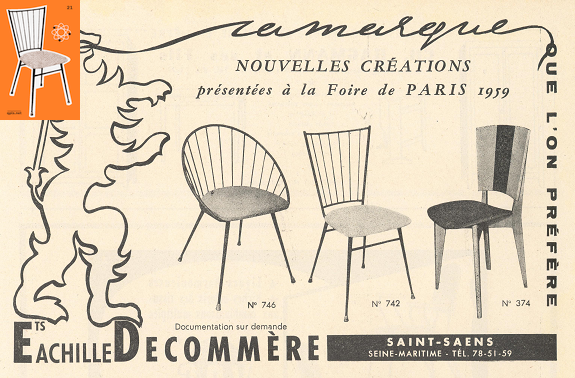 21
la marque
QUE L'ON PRÉFÈRE
NOUVELLES CRÉATIONS
présentées à la Foire de PARIS 1959
N° 746
N° 742
N° 374
Documentation sur demande
Ets ACHILLE DECOMMÈRE
SAINT-SAENS
SEINE-MARITIME - TÉL. 78-51-59